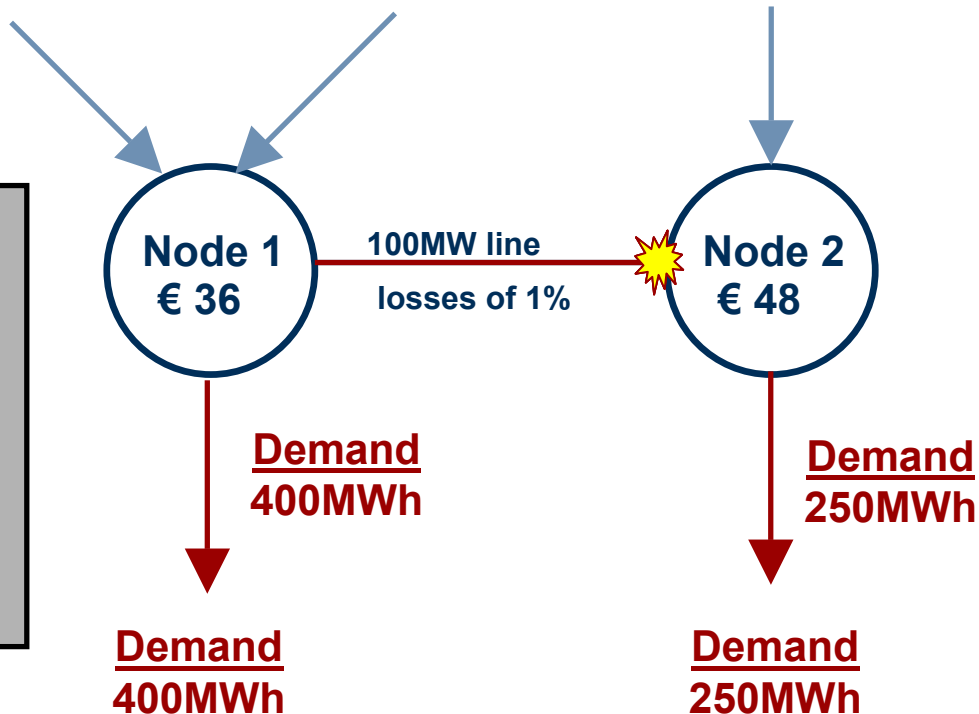 Node 1
€ 36
100MW line
losses of 1%
Node 2
€ 48
Demand
400MWh
Demand
250MWh
Demand
400MWh
Demand
250MWh